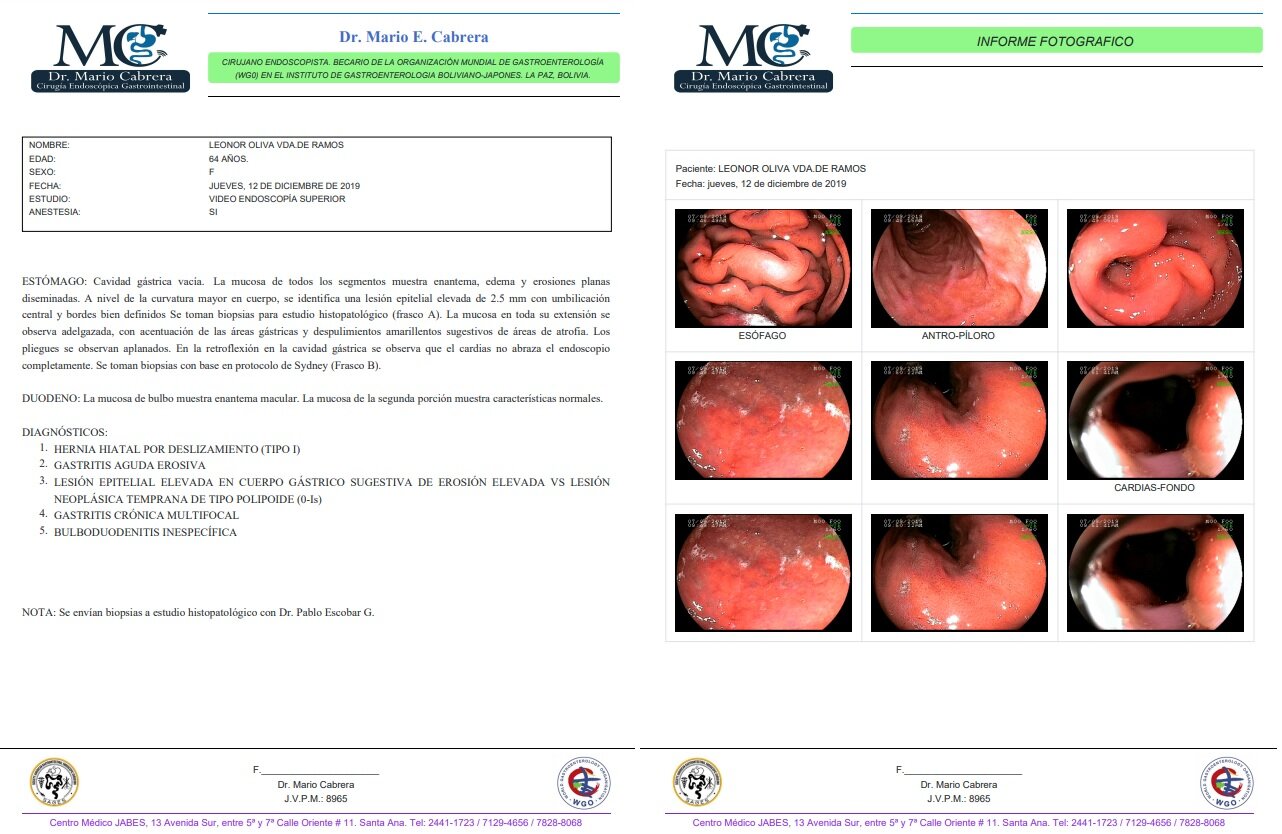 MC
Dr. Mario Cabrera
Cirugía Endoscópica Gastrointestinal
Dr. Mario E. Cabrera
CIRUJANO ENDOSCOPISTA. BECARIO DE LA ORGANIZACIÓN MUNDIAL DE GASTROENTEROLOGÍA
(WGO) EN EL INSTITUTO DE GASTROENTEROLOGIA BOLIVIANO-JAPONES. LA PAZ, BOLIVIA.
NOMBRE: LEONOR OLIVA VDA.DE RAMOS
EDAD: 64 AÑOS.
SEXO: F
FECHA: JUEVES, 12 DE DICIEMBRE DE 2019
ESTUDIO: VIDEO ENDOSCOPÍA SUPERIOR
ANESTESIA: SI
ESTÓMAGO: Cavidad gástrica vacía. La mucosa de todos los segmentos muestra enantema, edema y erosiones planas
diseminadas. A nivel de la curvatura mayor en cuerpo, se identifica una lesión epitelial elevada de 2.5 mm con umbilicación
central y bordes bien definidos Se toman biopsias para estudio histopatológico (frasco A). La mucosa en toda su extensión se
observa adelgazada, con acentuación de las áreas gástricas y despulimientos amarillentos sugestivos de áreas de atrofia. Los
pliegues se observan aplanados. En la retroflexión en la cavidad gástrica se observa que el cardias no abraza el endoscopio
completamente. Se toman biopsias con base en protocolo de Sydney (Frasco B).
DUODENO: La mucosa de bulbo muestra enantema macular. La mucosa de la segunda porción muestra características normales.
DIAGNÓSTICOS:
1. HERNIA HIATAL POR DESLIZAMIENTO (TIPO I)
2. GASTRITIS AGUDA EROSIVA
3. LESIÓN EPITELIAL ELEVADA EN CUERPO GÁSTRICO SUGESTIVA DE EROSIÓN ELEVADA VS LESIÓN
NEOPLÁSICA TEMPRANA DE TIPO POLIPOIDE (0-Is)
4. GASTRITIS CRÓNICA MULTIFOCAL
5. BULBODUODENITIS INESPECÍFICA
NOTA: Se envían biopsias a estudio histopatológico con Dr. Pablo Escobar G.
F.
Dr. Mario Cabrera
J.V.P.M.: 8965
WGO
Centro Médico JABES, 13 Avenida Sur, entre 5ª y 7ª Calle Oriente # 11. Santa Ana. Tel: 2441-1723 / 7129-4656 / 7828-8068
MC
Dr. Mario Cabrera
Cirugía Endoscópica Gastrointestinal
INFORME FOTOGRAFICO
Paciente: LEONOR OLIVA VDA.DE RAMOS
Fecha: jueves, 12 de diciembre de 2019
ESÓFAGO
ANTRO-PÍLORO
CARDIAS-FONDO
F.
Dr. Mario Cabrera
J.V.P.M.: 8965
WGO
Centro Médico JABES, 13 Avenida Sur, entre 5ª y 7ª Calle Oriente # 11. Santa Ana. Tel: 2441-1723 / 7129-4656 / 7828-8068